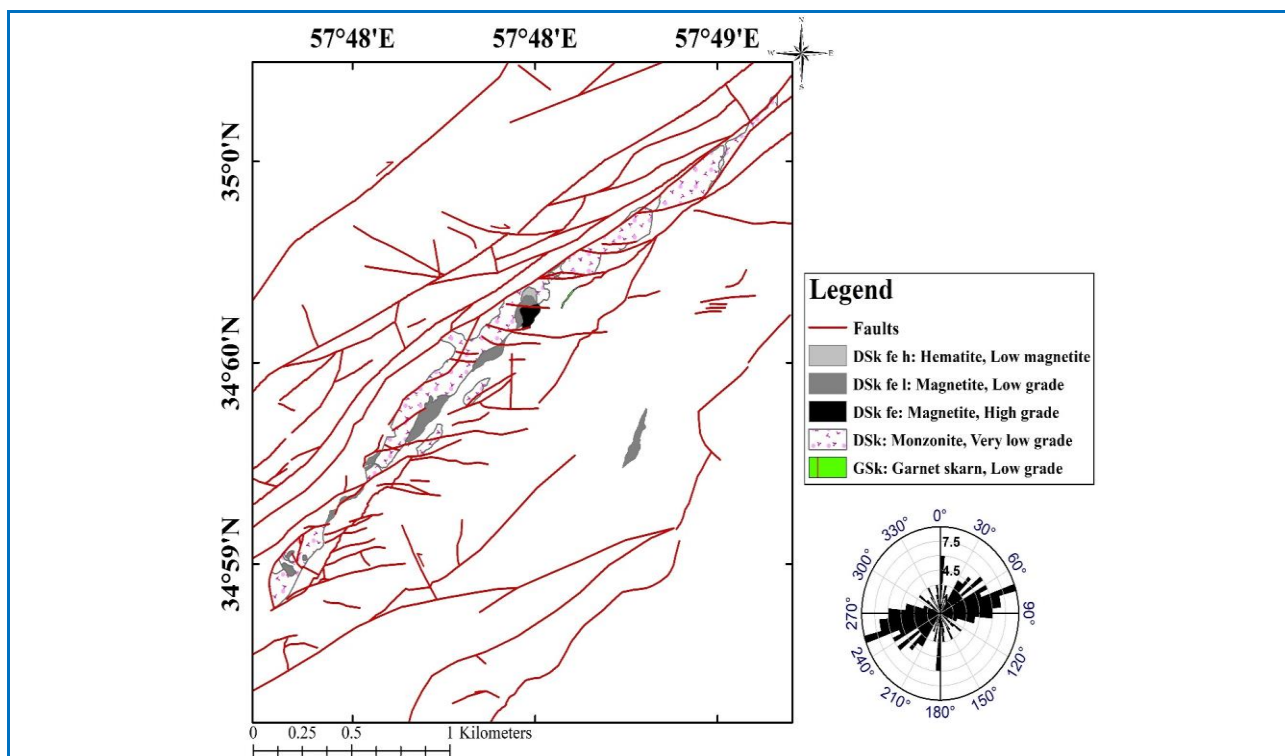 57°48'E 57°48'E 57°49'E
N
W E
S
35°0'N
34°60'N
34°59'N
0 0.25 0.5 1 Kilometers
Legend
Faults
DSk fe h: Hematite, Low magnetite
DSk fe l: Magnetite, Low grade
DSk fe: Magnetite, High grade
DSk: Monzonite, Very low grade
GSk: Garnet skarn, Low grade
0°
330° 30°
7.5
300° 60°
4.5
270° 90°
240° 120°
210° 150°
180°